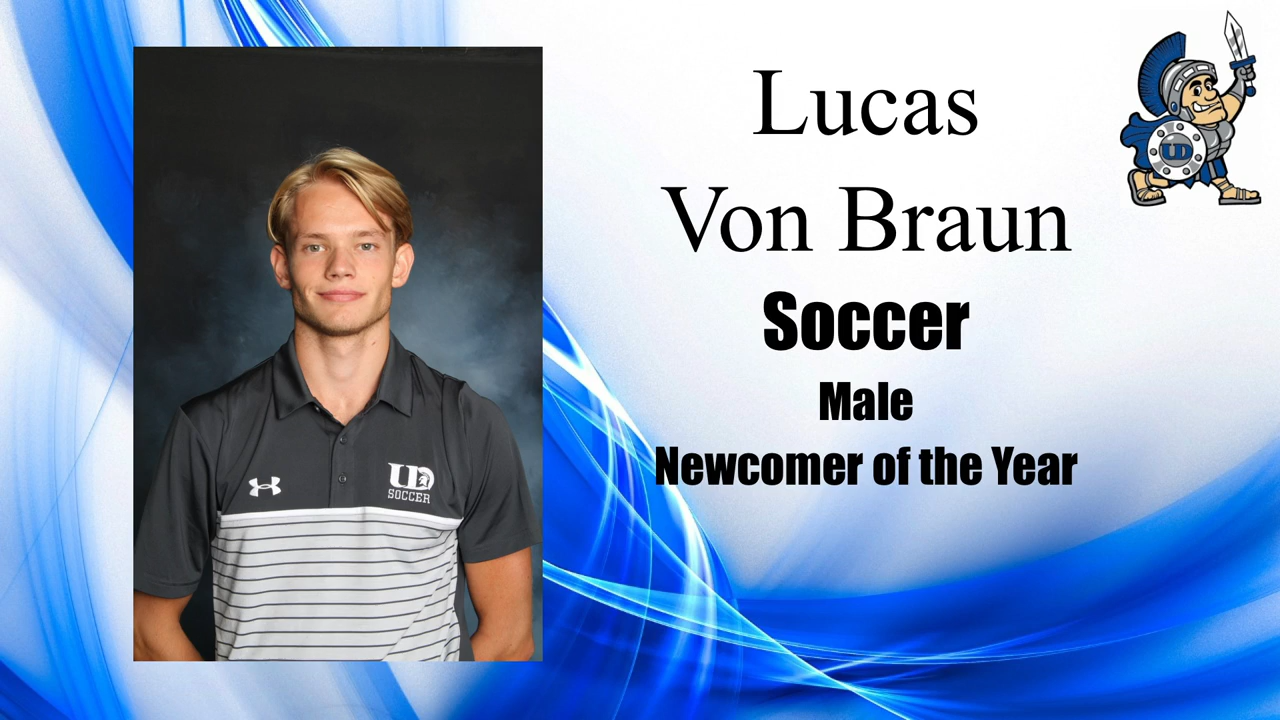 Lucas
Von Braun
Soccer
Male
Newcomer of the Year
UD
SOCCER
UD